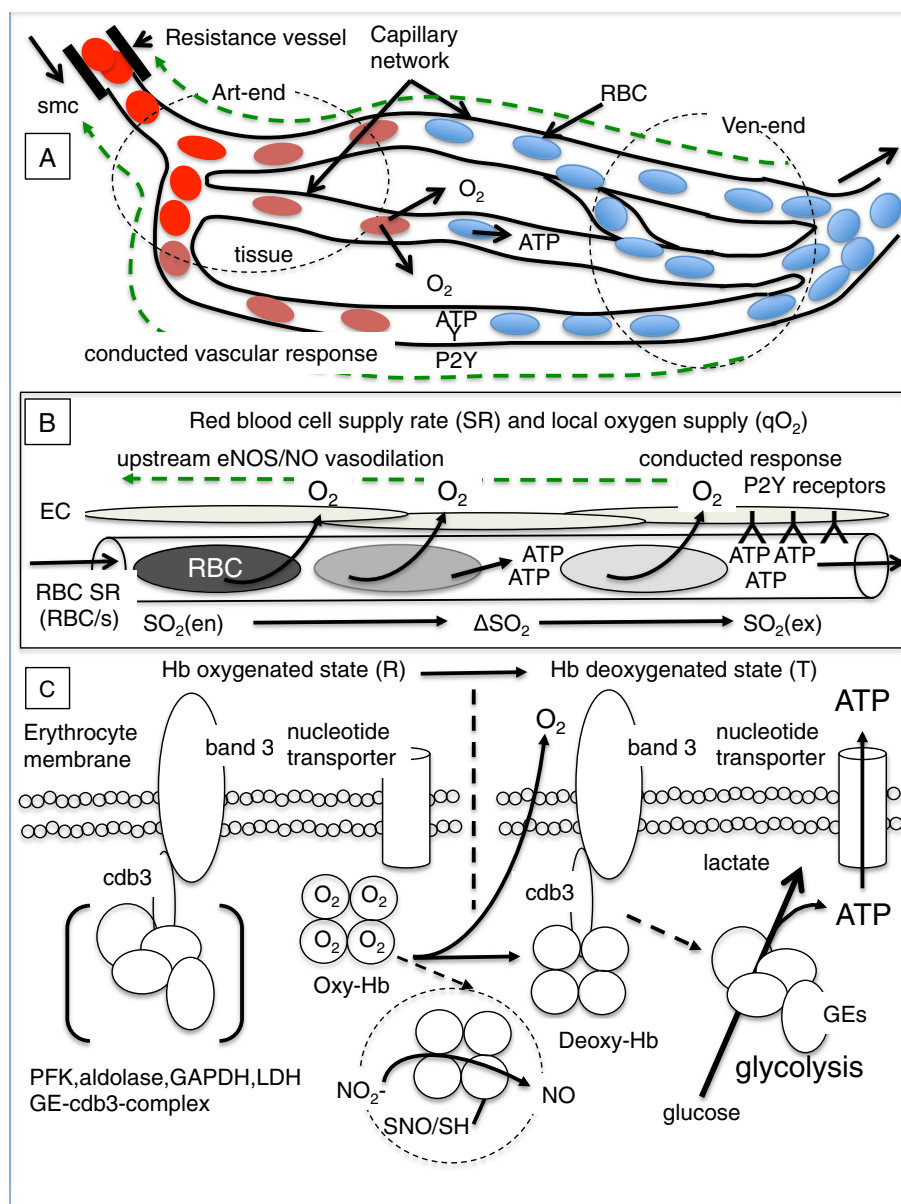 Resistance vessel
Capillary
network
smc
Art-end
RBC
Ven-end
A
O2
ATP
tissue
O2
ATP
Y
P2Y
conducted vascular response
B
Red blood cell supply rate (SR) and local oxygen supply (qO2)
upstream eNOS/NO vasodilation
conducted response
O2
O2
O2
P2Y receptors
EC
RBC
ATP
ATP
ATP
ATP
ATP
RBC SR
(RBC/s)
SO2(en)
ΔSO2
SO2(ex)
C
Hb oxygenated state (R)
Hb deoxygenated state (T)
ATP
Erythrocyte
membrane
band 3
nucleotide
transporter
O2
band 3
nucleotide
transporter
cdb3
lactate
cdb3
O2 O2
O2 O2
ATP
Oxy-Hb
Deoxy-Hb
GEs
PFK,aldolase,GAPDH,LDH
GE-cdb3-complex
glycolysis
NO2-
NO
SNO/SH
glucose